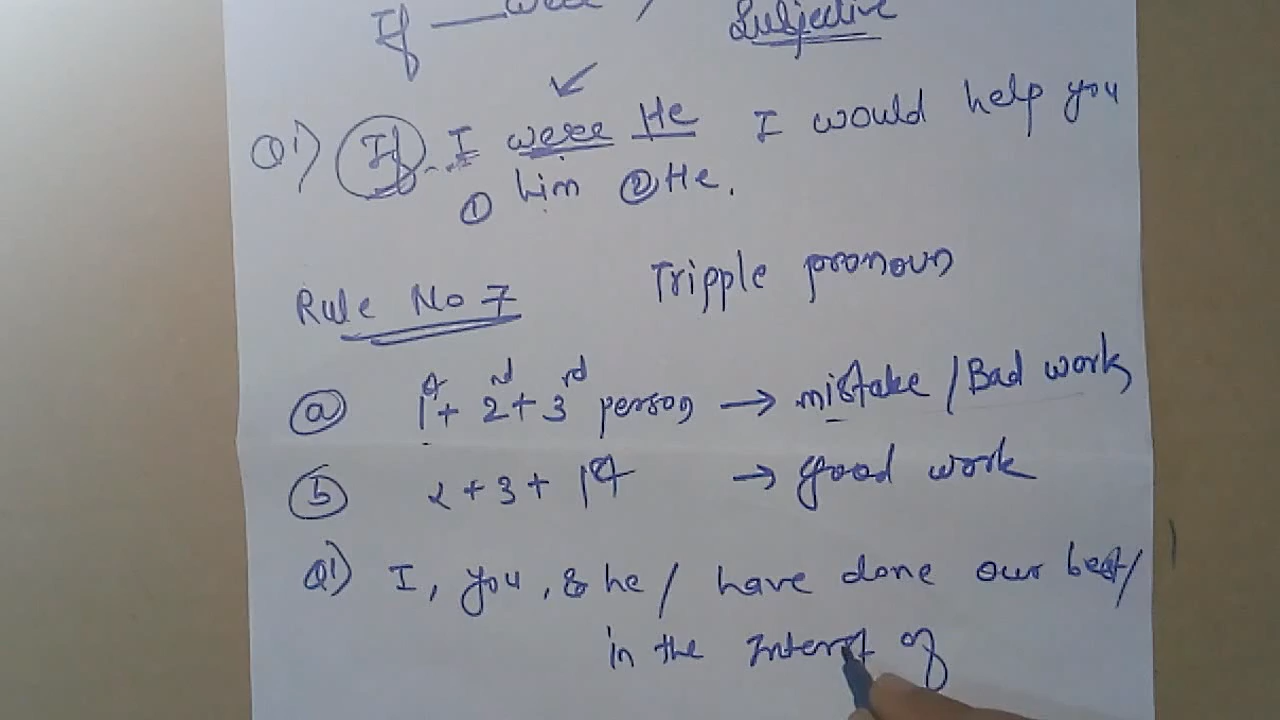 If were / Subjective
Q1) If I were He I would help you
① him ② He.
Rule No 7 Tripple pronoun
ⓐ 1st + 2nd + 3rd person → mistake / Bad work
ⓑ 2 + 3 + 1st → good work
Q1) I, you, & he / have done our best /
in the Interest of